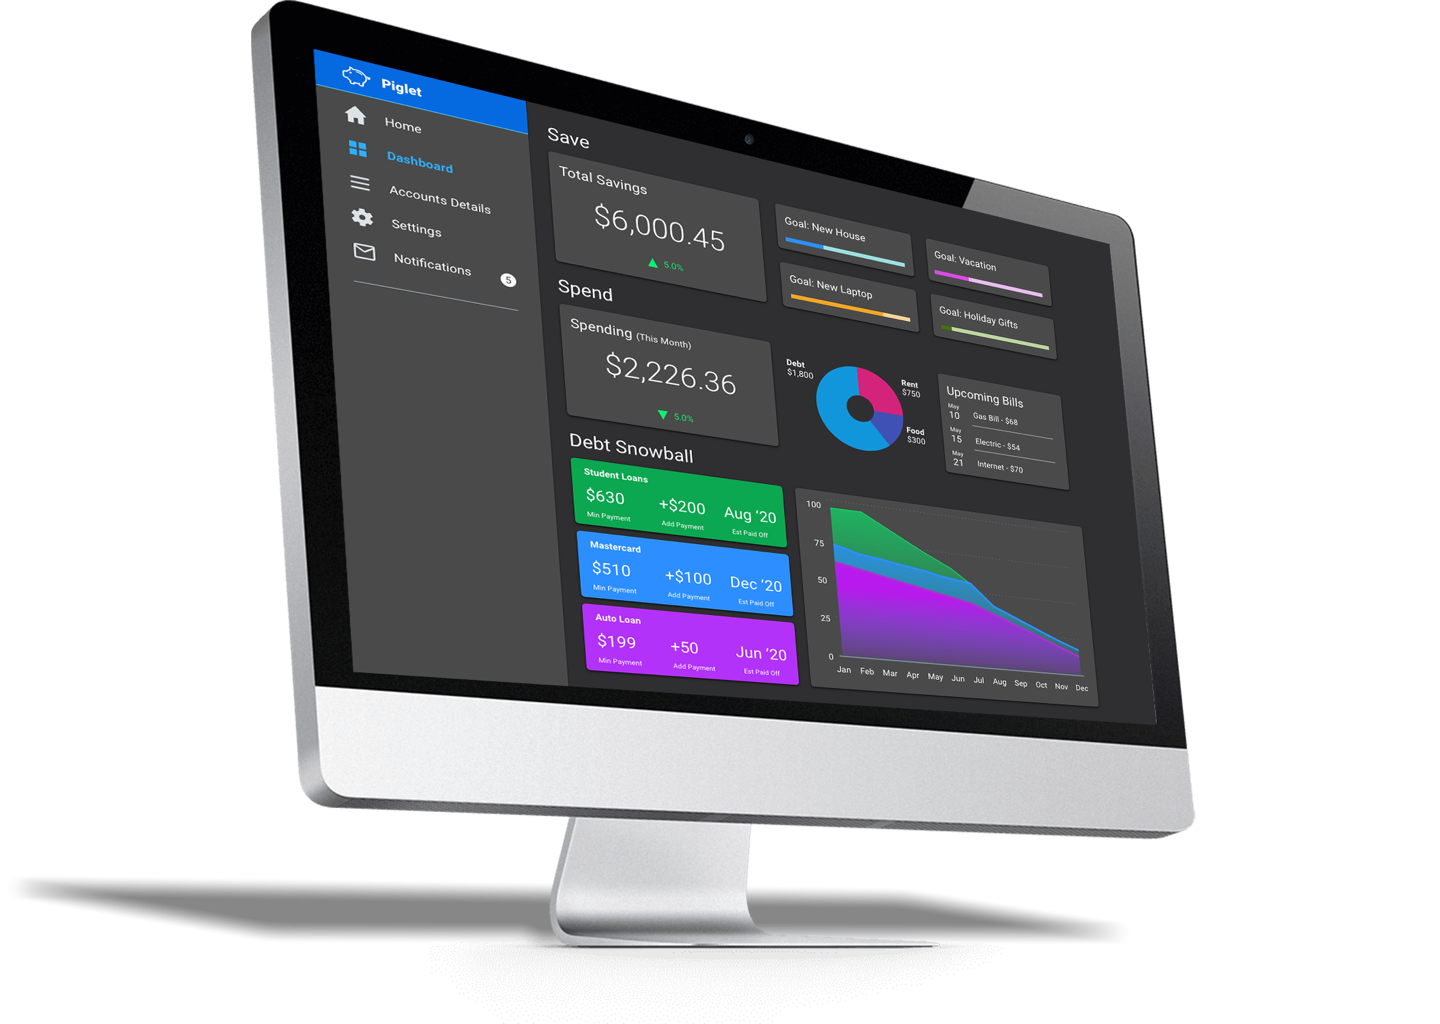 Piglet
Home
Dashboard
Accounts Details
Settings
Notifications
5
Save
Total Savings
$6,000.45
5.0%
Goal: New House
Goal: Vacation
Goal: New Laptop
Goal: Holiday Gifts
Spend
Spending (This Month)
$2,226.36
5.0%
Debt
$1,800
Rent
$750
Food
$300
Upcoming Bills
May
10
Gas Bill - $68
May
15
Electric - $54
May
21
Internet - $70
Debt Snowball
Student Loans
$630 +$200 Aug ‘20
Min Payment Add Payment Est Paid Off
Mastercard
$510 +$100 Dec ‘20
Min Payment Add Payment Est Paid Off
Auto Loan
$199 +50 Jun ‘20
Min Payment Add Payment Est Paid Off
100
75
50
25
0
Jan Feb Mar Apr May Jun Jul Aug Sep Oct Nov Dec